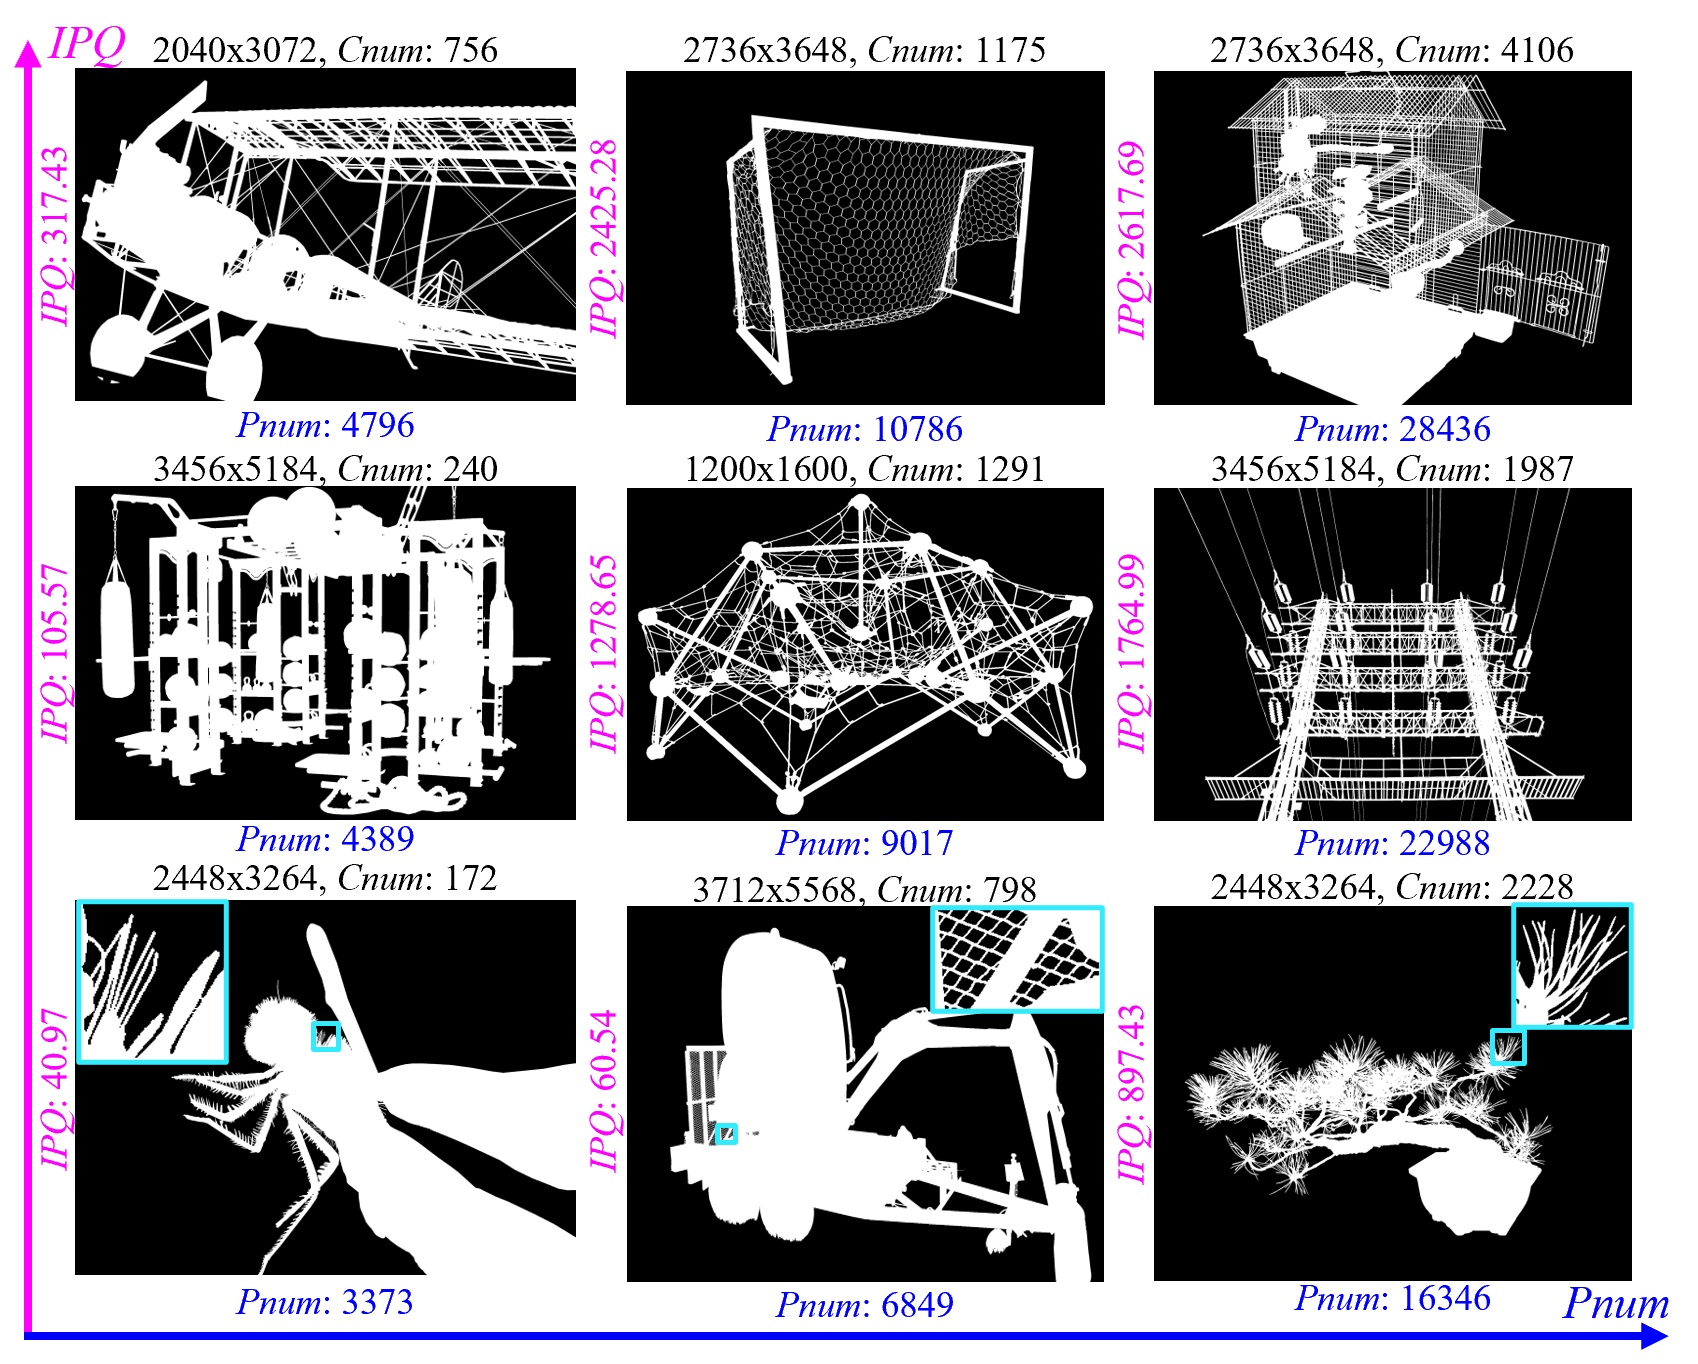 IPQ
2040x3072, Cnum: 756
2736x3648, Cnum: 1175
2736x3648, Cnum: 4106
IPQ: 317.43
IPQ: 2425.28
IPQ: 2617.69
Pnum: 4796
Pnum: 10786
Pnum: 28436
3456x5184, Cnum: 240
1200x1600, Cnum: 1291
3456x5184, Cnum: 1987
IPQ: 105.57
IPQ: 1278.65
IPQ: 1764.99
Pnum: 4389
Pnum: 9017
Pnum: 22988
2448x3264, Cnum: 172
3712x5568, Cnum: 798
2448x3264, Cnum: 2228
IPQ: 40.97
IPQ: 60.54
IPQ: 897.43
Pnum: 3373
Pnum: 6849
Pnum: 16346
Pnum